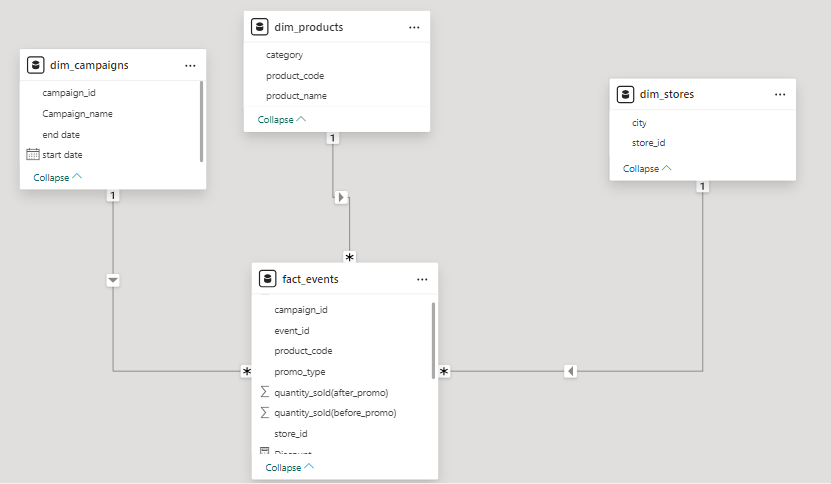 dim_campaigns
campaign_id
Campaign_name
end date
start date
Collapse
1
dim_products
category
product_code
product_name
Collapse
1
dim_stores
city
store_id
Collapse
1
*
fact_events
campaign_id
event_id
product_code
promo_type
quantity_sold(after_promo)
quantity_sold(before_promo)
store_id
Collapse
*
*